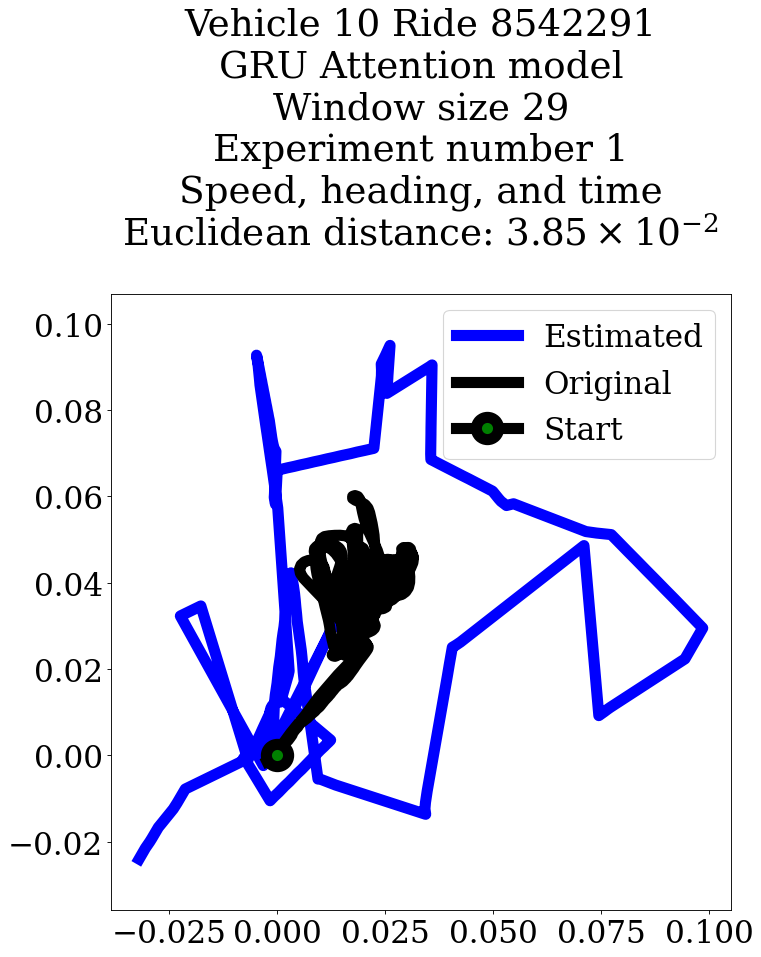 Vehicle 10 Ride 8542291
GRU Attention model
Window size 29
Experiment number 1
Speed, heading, and time
Euclidean distance: 3.85 × 10⁻²
Estimated
Original
Start
0.10
0.08
0.06
0.04
0.02
0.00
−0.02
−0.025 0.000 0.025 0.050 0.075 0.100